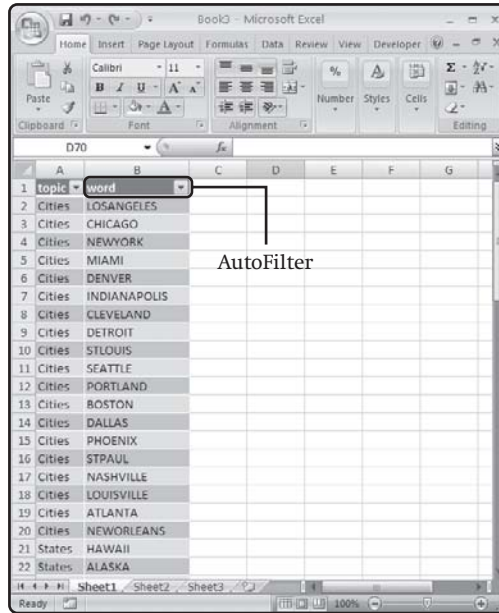 Book3 - Microsoft Excel
Home Insert Page Layout Formulas Data Review View Developer
Paste
Calibri 11
B I U A A
A
%
Number
A
Styles
Cells
Σ
Clipboard Font Alignment Editing
D70 fx
A B C D E F G
1 topic word
2 Cities LOSANGELES
3 Cities CHICAGO
4 Cities NEWYORK
5 Cities MIAMI
AutoFilter
6 Cities DENVER
7 Cities INDIANAPOLIS
8 Cities CLEVELAND
9 Cities DETROIT
10 Cities STLOUIS
11 Cities SEATTLE
12 Cities PORTLAND
13 Cities BOSTON
14 Cities DALLAS
15 Cities PHOENIX
16 Cities STPAUL
17 Cities NASHVILLE
18 Cities LOUISVILLE
19 Cities ATLANTA
20 Cities NEWORLEANS
21 States HAWAII
22 States ALASKA
Sheet1 Sheet2 Sheet3
Ready 100%